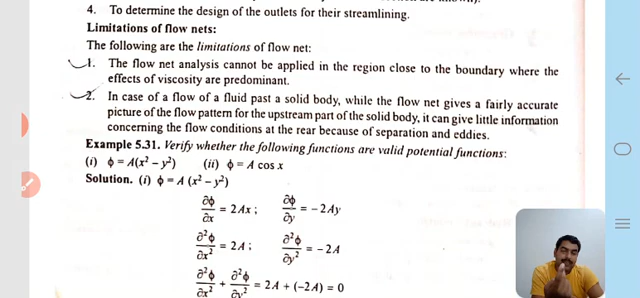 4. To determine the design of the outlets for their streamlining.
Limitations of flow nets:
The following are the limitations of flow net:
1. The flow net analysis cannot be applied in the region close to the boundary where the
effects of viscosity are predominant.
2. In case of a flow of a fluid past a solid body, while the flow net gives a fairly accurate
picture of the flow pattern for the upstream part of the solid body, it can give little information
concerning the flow conditions at the rear because of separation and eddies.
Example 5.31. Verify whether the following functions are valid potential functions:
(i) ϕ = A(x² – y²) (ii) ϕ = A cos x
Solution. (i) ϕ = A (x² – y²)
∂ϕ/∂x = 2Ax ; ∂ϕ/∂y = – 2Ay
∂²ϕ/∂x² = 2A ; ∂²ϕ/∂y² = – 2A
∂²ϕ/∂x² + ∂²ϕ/∂y² = 2A + (–2A) = 0